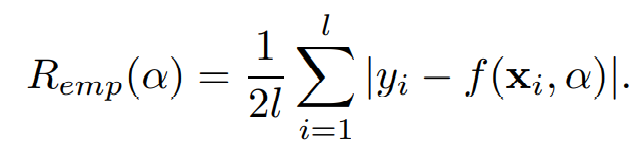 R_{emp}(α) = \frac{1}{2l} \sum_{i=1}^{l} |y_i − f(\mathbf{x}_i, α)|.